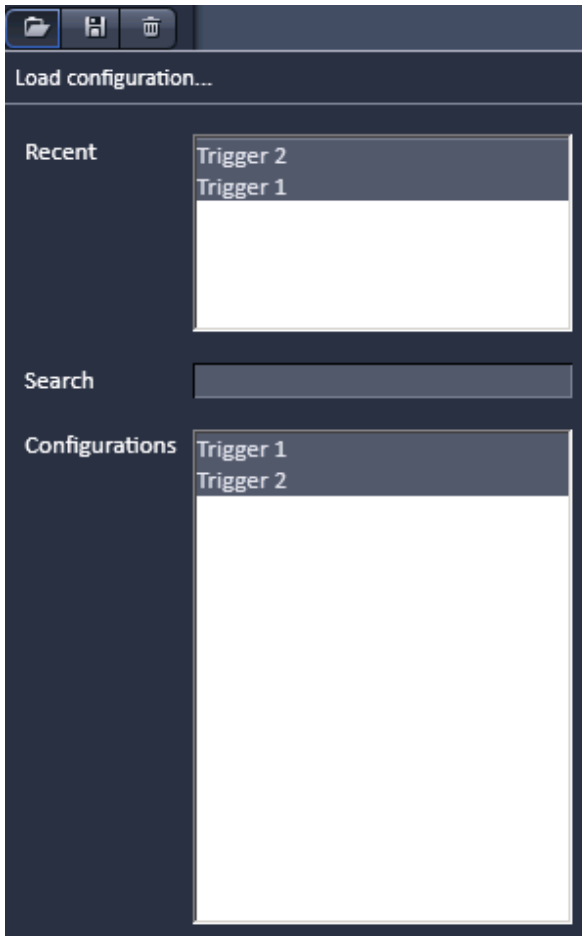 Load configuration...
Recent
Trigger 2
Trigger 1
Search
Configurations
Trigger 1
Trigger 2